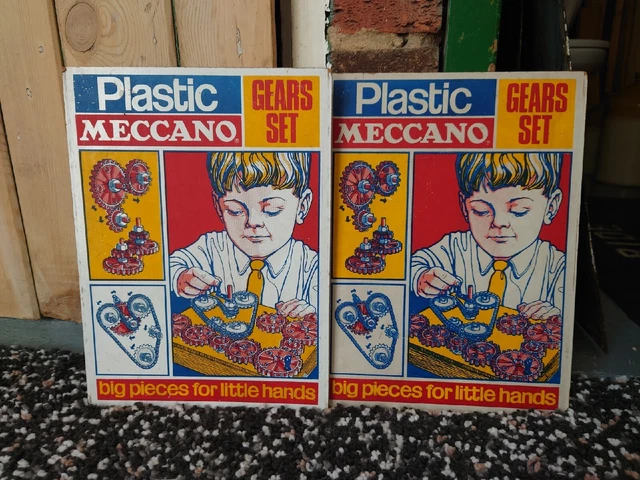 Plastic
MECCANO
GEARS
SET
big pieces for little hands
Plastic
MECCANO
GEARS
SET
big pieces for little hands